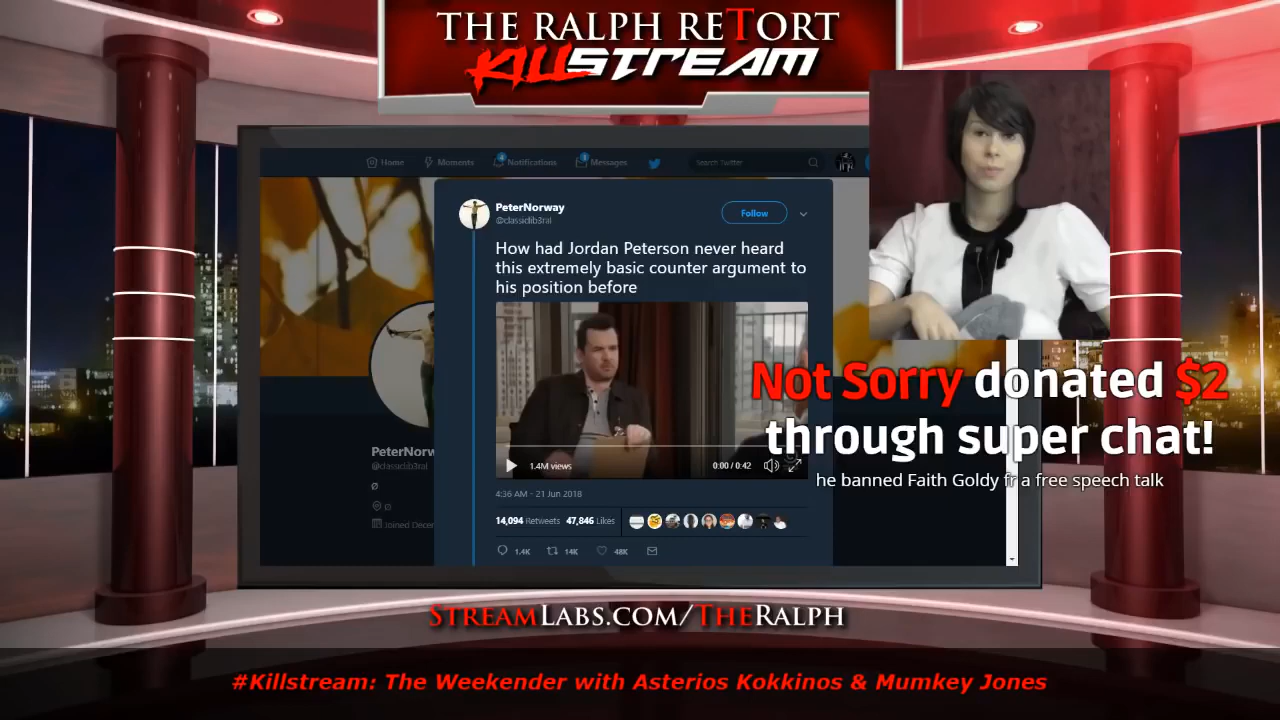 THE RALPH RETORT
KILLSTREAM
Home
Moments
Notifications
Messages
Search Twitter
PeterNorway
@classiclib3ral
Follow
How had Jordan Peterson never heard
this extremely basic counter argument to
his position before
1.4M views
0:00 / 0:42
4:36 AM - 21 Jun 2018
14,094 Retweets 47,846 Likes
1.4K
14K
48K
PeterNorw
@classiclib3ral
Joined Decem
Not Sorry donated $2
through super chat!
he banned Faith Goldy fr a free speech talk
STREAMLABS.COM/THERALPH
#Killstream: The Weekender with Asterios Kokkinos & Mumkey Jones